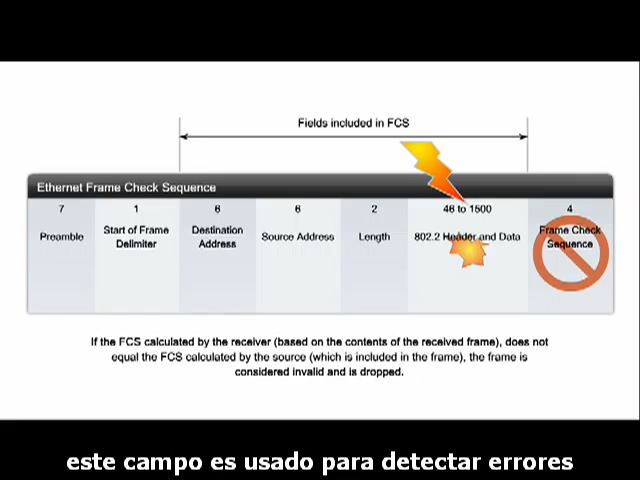 Fields included in FCS
Ethernet Frame Check Sequence
7 1 6 6 2 46 to 1500 4
Preamble
Start of Frame
Delimiter
Destination
Address
Source Address
Length
802.2 Header and Data
Frame Check
Sequence
If the FCS calculated by the receiver (based on the contents of the received frame), does not
equal the FCS calculated by the source (which is included in the frame), the frame is
considered invalid and is dropped.
este campo es usado para detectar errores